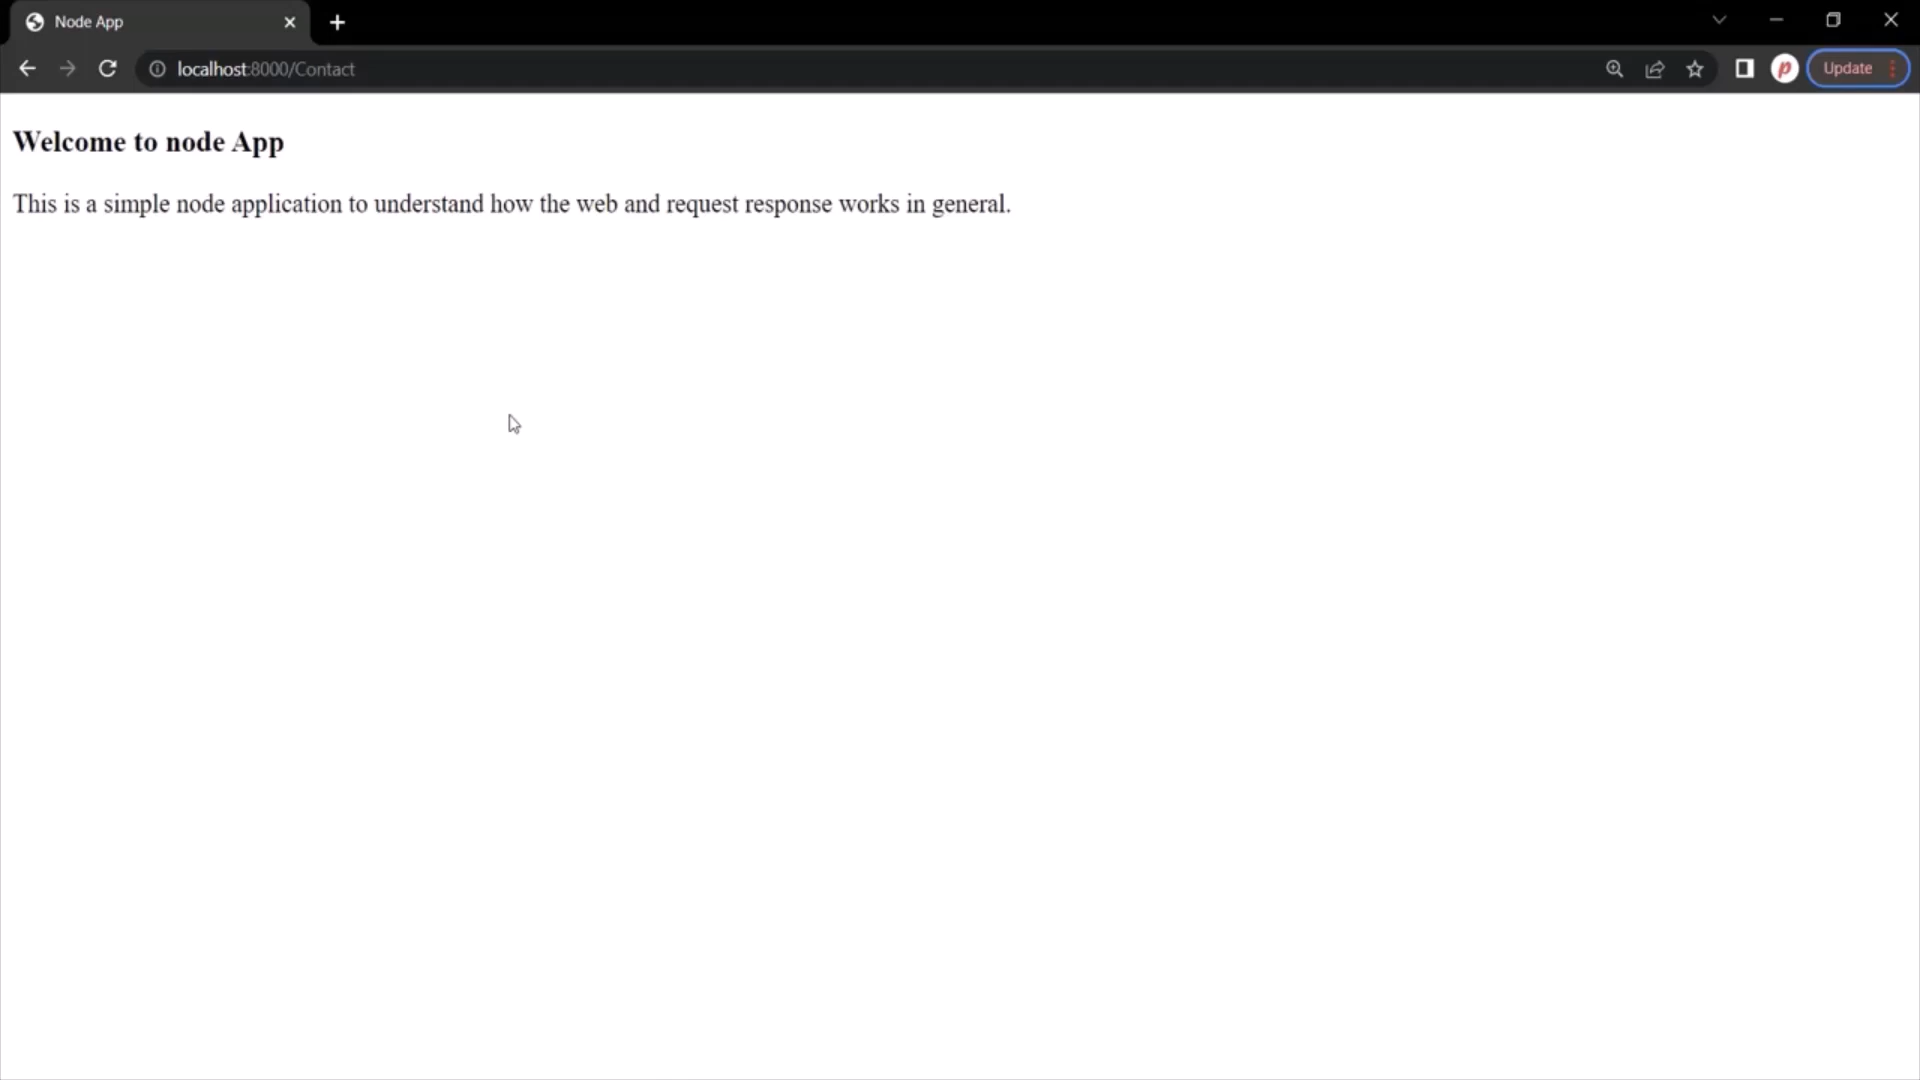 Node App
localhost:8000/Contact
Update
Welcome to node App
This is a simple node application to understand how the web and request response works in general.